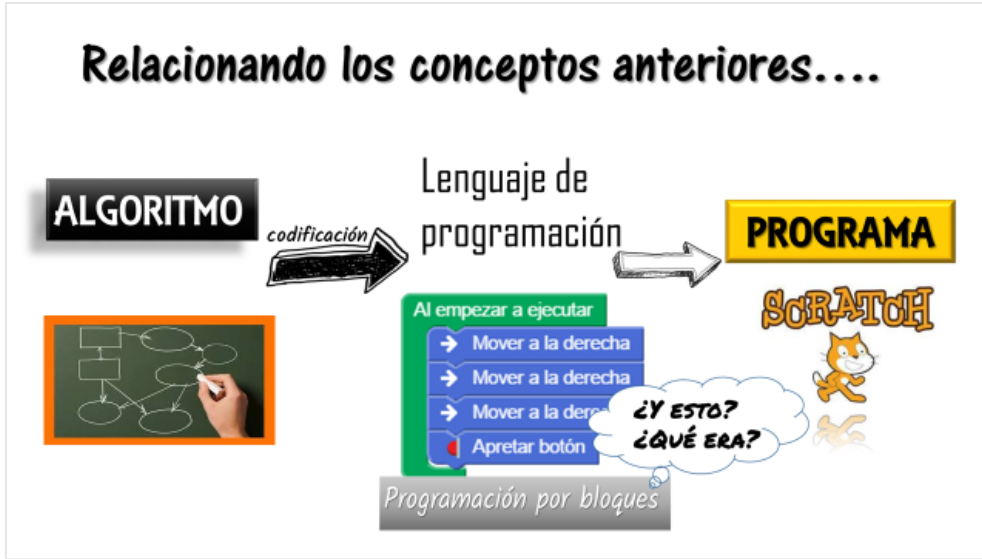 Relacionando los conceptos anteriores....
ALGORITMO
codificación
Lenguaje de
programación
PROGRAMA
SCRATCH
Al empezar a ejecutar
Mover a la derecha
Mover a la derecha
Mover a la dere
Apretar botón
¿Y ESTO?
¿QUÉ ERA?
Programación por bloques